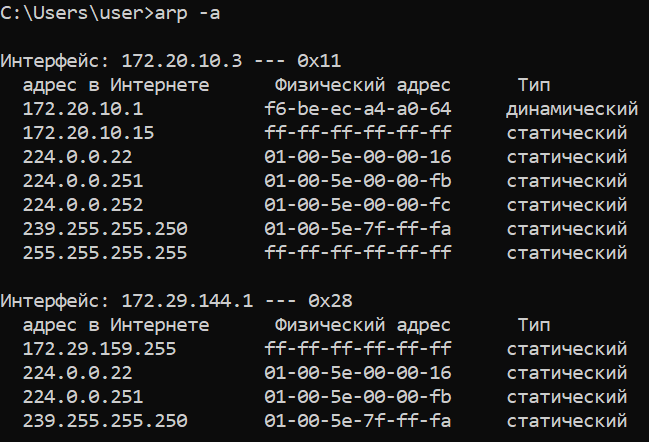 C:\Users\user>arp -a
Интерфейс: 172.20.10.3 --- 0x11
адрес в Интернете Физический адрес Тип
172.20.10.1 f6-be-ec-a4-a0-64 динамический
172.20.10.15 ff-ff-ff-ff-ff-ff статический
224.0.0.22 01-00-5e-00-00-16 статический
224.0.0.251 01-00-5e-00-00-fb статический
224.0.0.252 01-00-5e-00-00-fc статический
239.255.255.250 01-00-5e-7f-ff-fa статический
255.255.255.255 ff-ff-ff-ff-ff-ff статический
Интерфейс: 172.29.144.1 --- 0x28
адрес в Интернете Физический адрес Тип
172.29.159.255 ff-ff-ff-ff-ff-ff статический
224.0.0.22 01-00-5e-00-00-16 статический
224.0.0.251 01-00-5e-00-00-fb статический
239.255.255.250 01-00-5e-7f-ff-fa статический